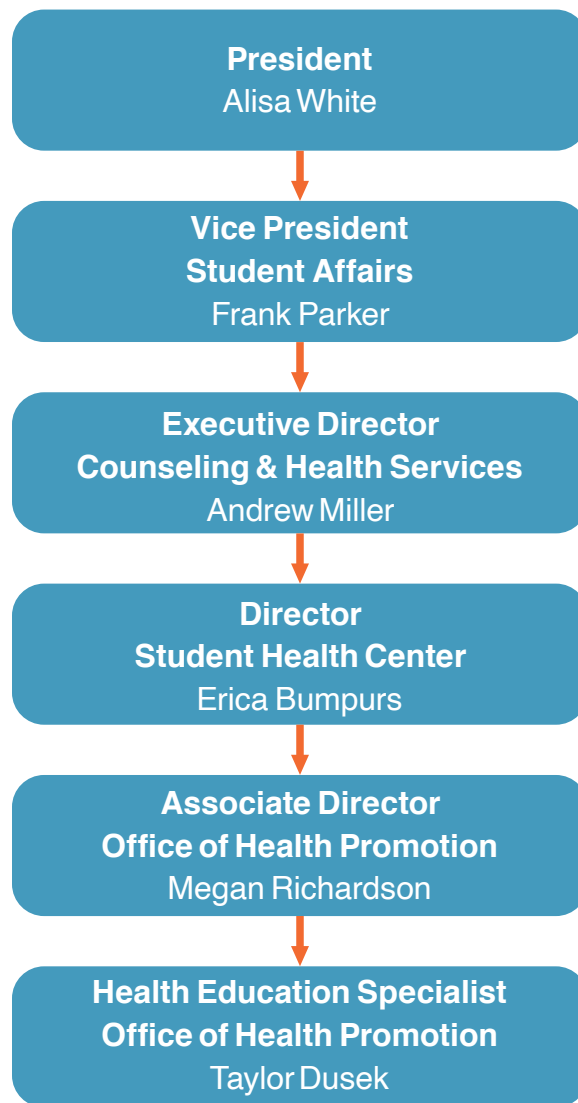 President
Alisa White
Vice President
Student Affairs
Frank Parker
Executive Director
Counseling & Health Services
Andrew Miller
Director
Student Health Center
Erica Bumpurs
Associate Director
Office of Health Promotion
Megan Richardson
Health Education Specialist
Office of Health Promotion
Taylor Dusek